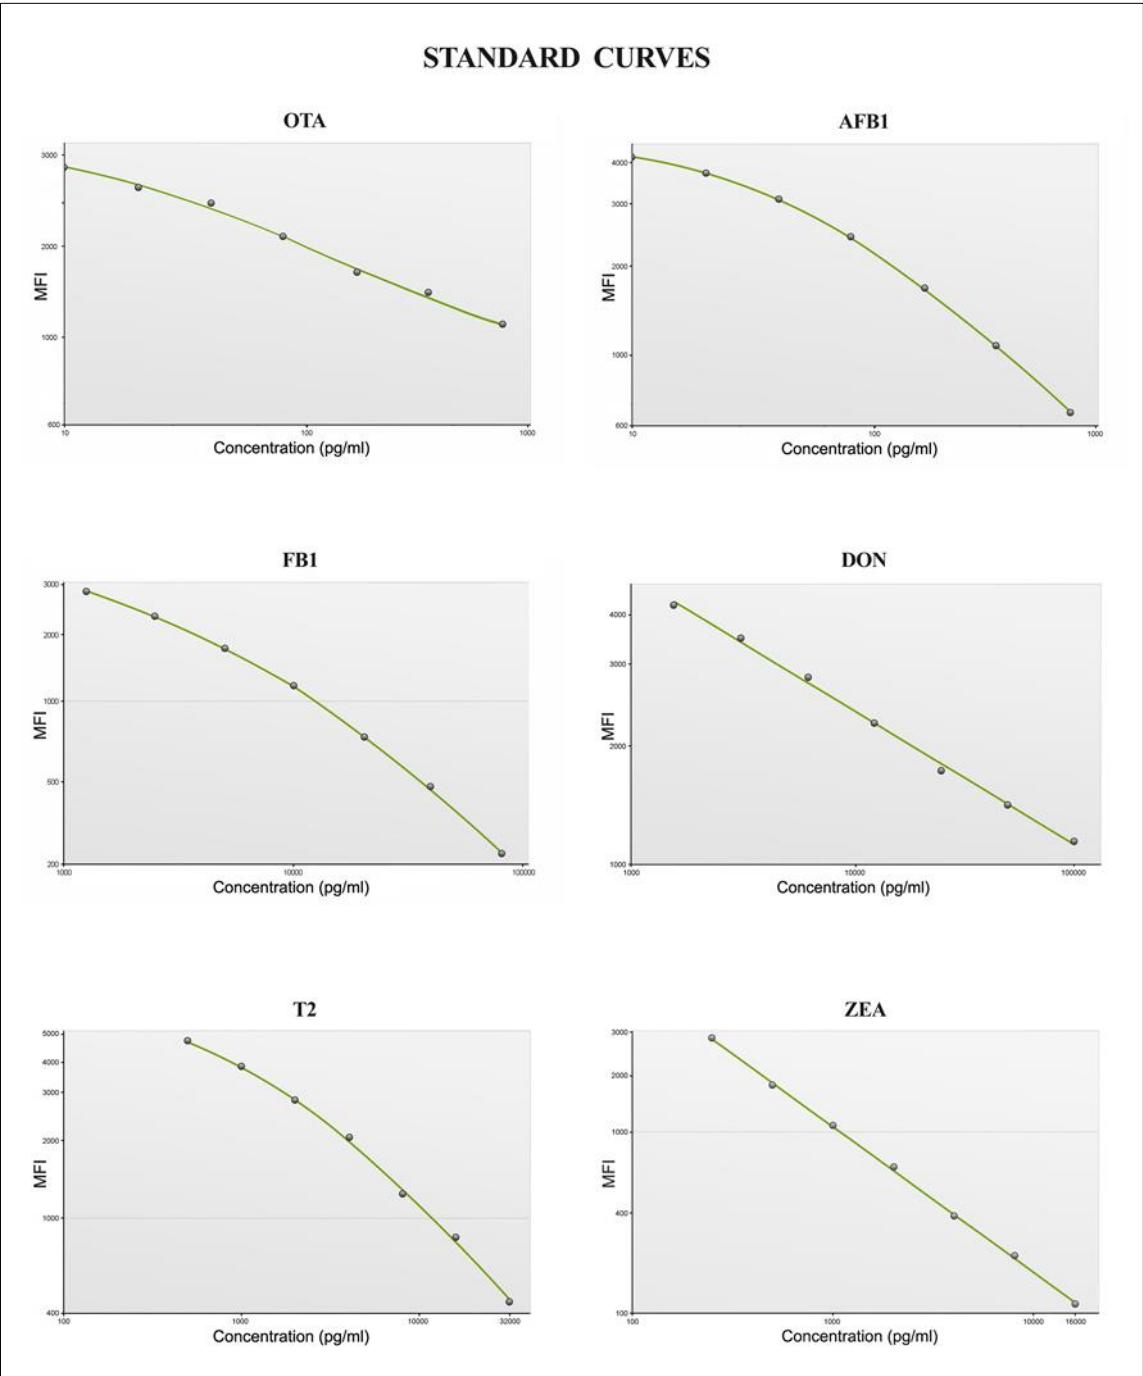 STANDARD CURVES
OTA
3000
2000
1000
600
MFI
10 100 1000
Concentration (pg/ml)
AFB1
4000
3000
2000
1000
600
MFI
10 100 1000
Concentration (pg/ml)
FB1
3000
2000
1000
500
200
MFI
1000 10000 100000
Concentration (pg/ml)
DON
4000
3000
2000
1000
MFI
1000 10000 100000
Concentration (pg/ml)
T2
5000
4000
3000
2000
1000
400
MFI
100 1000 10000 32000
Concentration (pg/ml)
ZEA
3000
2000
1000
400
100
MFI
100 1000 10000 16000
Concentration (pg/ml)